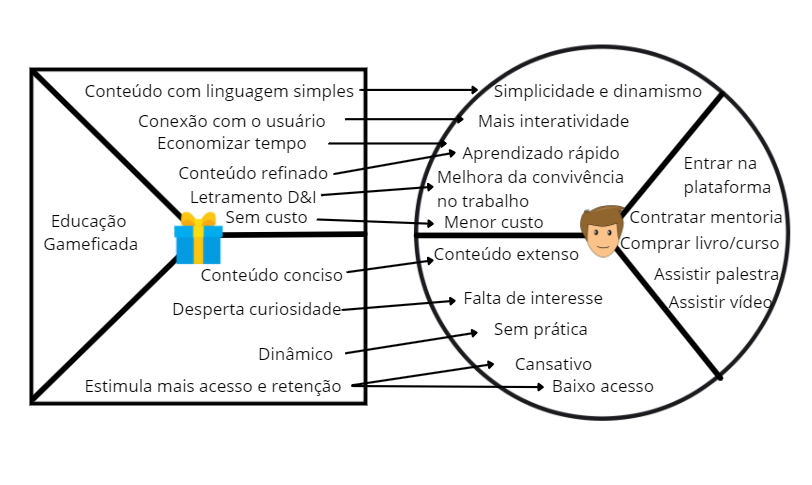 Conteúdo com linguagem simples
Conexão com o usuário
Economizar tempo
Conteúdo refinado
Letramento D&I
Sem custo
Educação
Gameficada
Conteúdo conciso
Desperta curiosidade
Dinâmico
Estimula mais acesso e retenção
Simplicidade e dinamismo
Mais interatividade
Aprendizado rápido
Melhora da convivência
no trabalho
Menor custo
Conteúdo extenso
Falta de interesse
Sem prática
Cansativo
Baixo acesso
Entrar na
plataforma
Contratar mentoria
Comprar livro/curso
Assistir palestra
Assistir vídeo